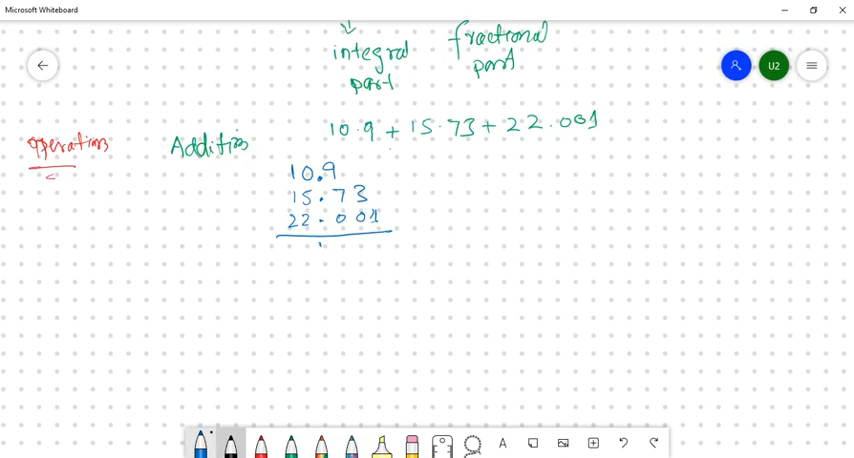 Microsoft Whiteboard
integral part
fractional part
U2
10.9 + 15.73 + 22.001
Operations
Addition
10.9
15.73
22.001
A